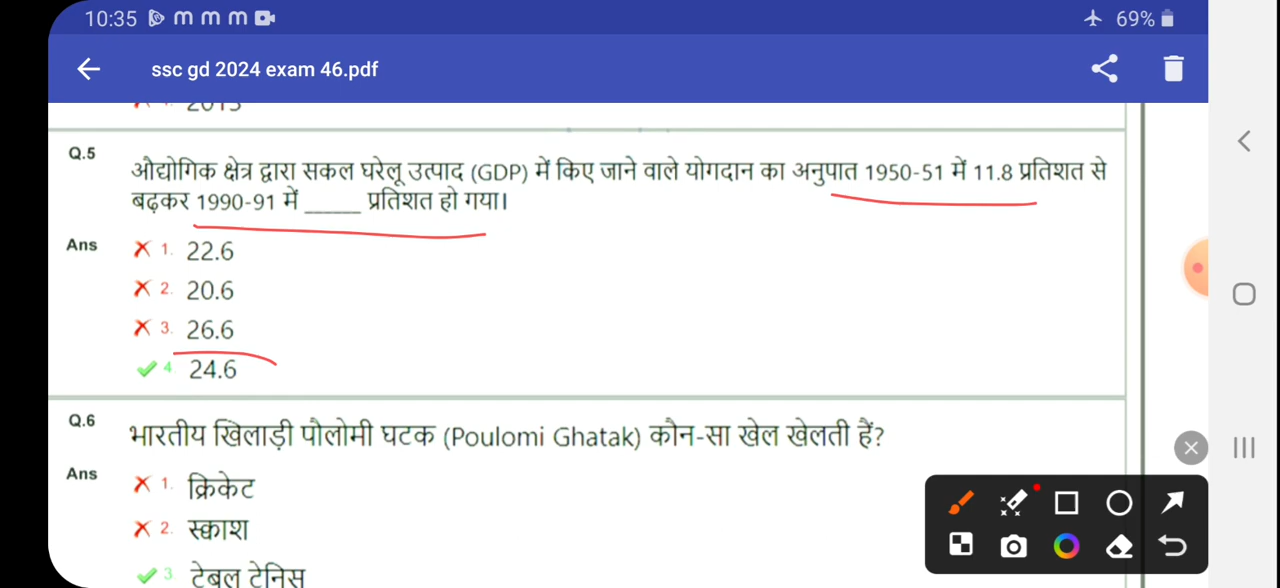 10:35
69%
ssc gd 2024 exam 46.pdf
2013
Q.5
औद्योगिक क्षेत्र द्वारा सकल घरेलू उत्पाद (GDP) में किए जाने वाले योगदान का अनुपात 1950-51 में 11.8 प्रतिशत से
बढ़कर 1990-91 में _____ प्रतिशत हो गया।
Ans
1. 22.6
2. 20.6
3. 26.6
4 24.6
Q.6
भारतीय खिलाड़ी पौलोमी घटक (Poulomi Ghatak) कौन-सा खेल खेलती हैं?
Ans
1. क्रिकेट
2. स्क्वाश
3. टेबल टेनिस